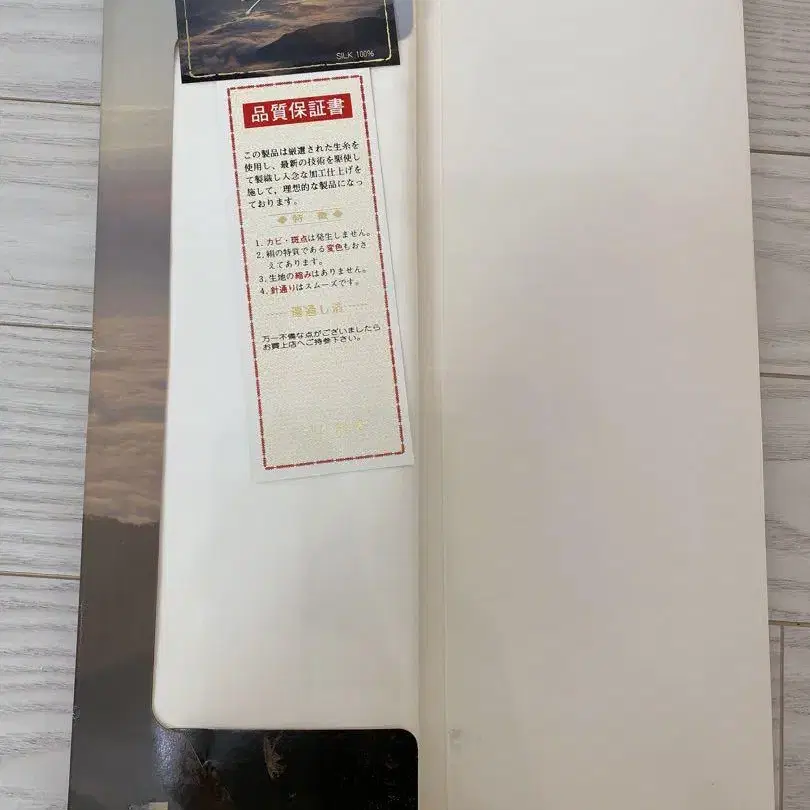 SILK 100%
品質保証書
この製品は厳選された生糸を
使用し、最新の技術を駆使し
て製織し入念な加工仕上げを
施して、理想的な製品になっ
ております。
◆特 徴◆
1. カビ・斑点は発生しません。
2. 絹の特質である変色もおさ
えてあります。
3. 生地の縮みはありません。
4. 針通りはスムーズです。
湯通し済
万一不備な点がございましたら
お買上店へご持参下さい。